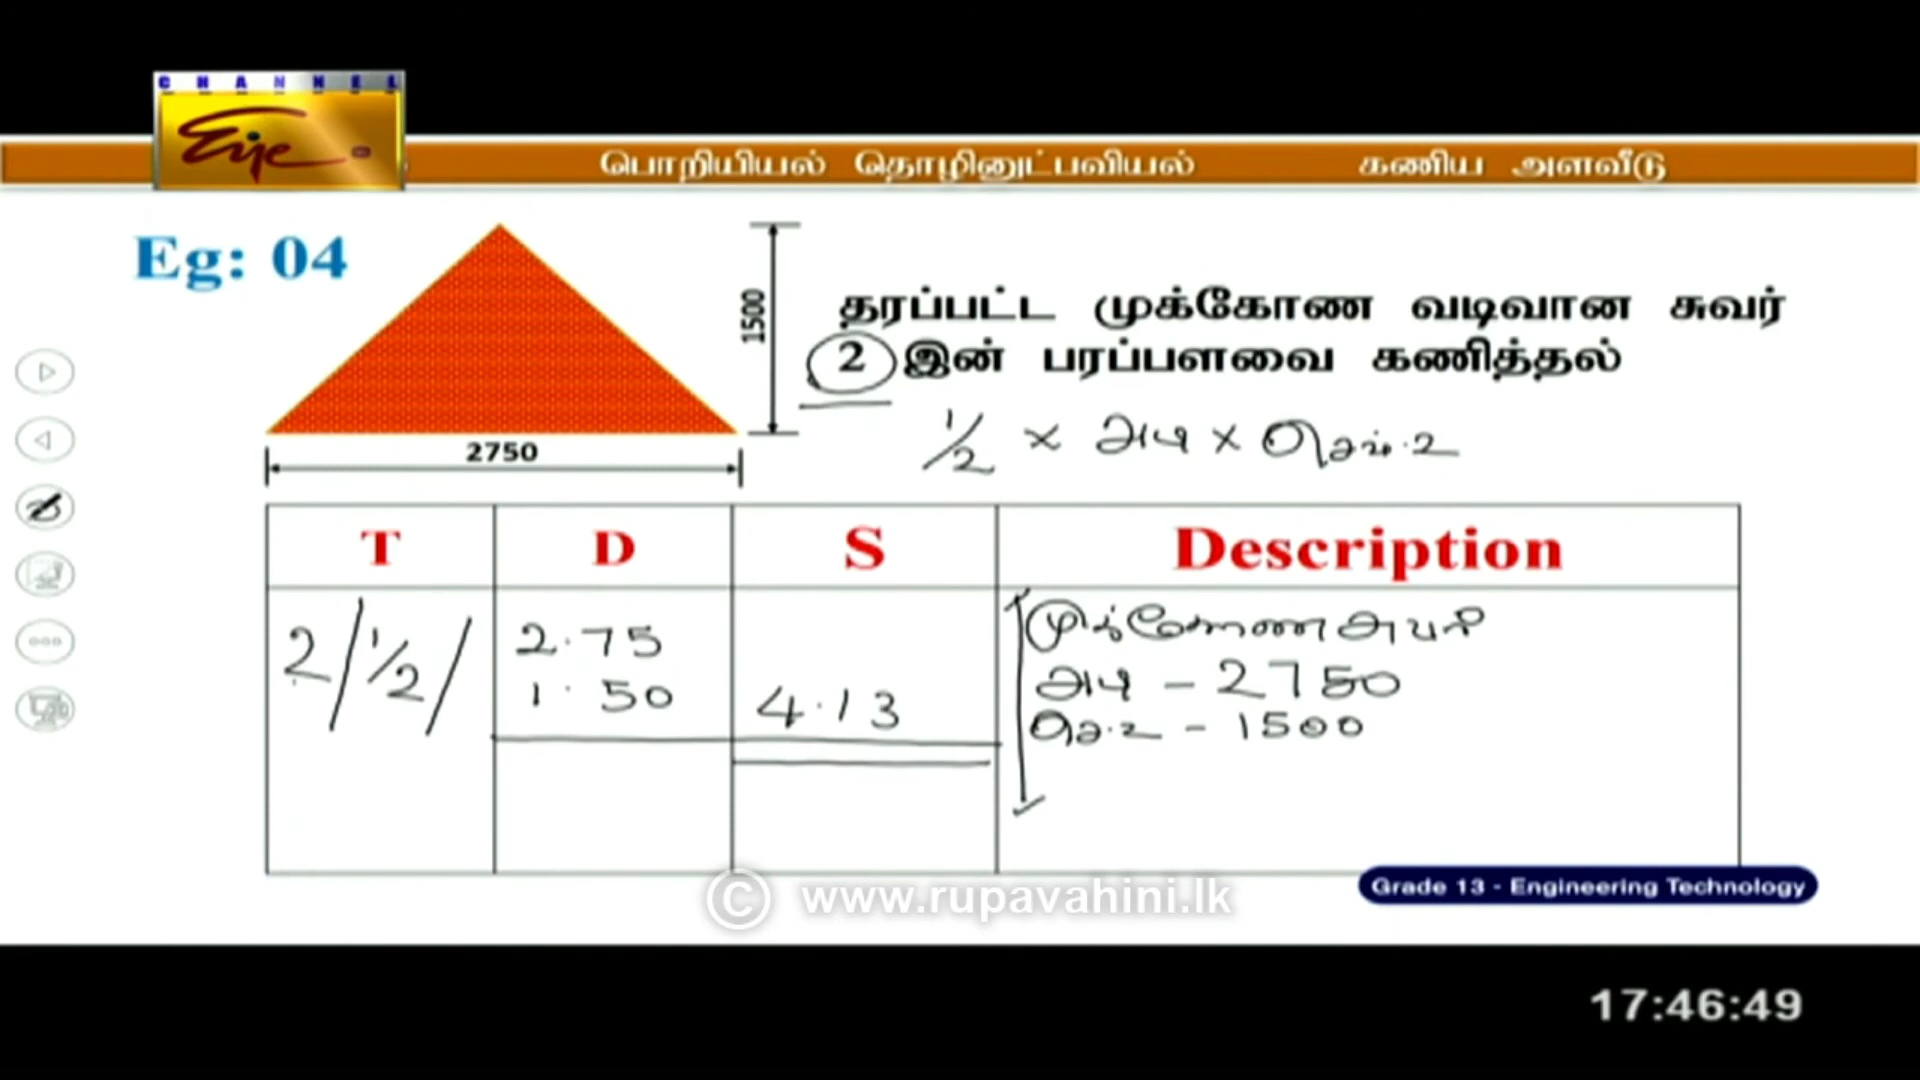 CHANNEL
Eye
பொறியியல் தொழினுட்பவியல் கணிய அளவீடு
Eg: 04
1500
தரப்பட்ட முக்கோண வடிவான சுவர்
2 இன் பரப்பளவை கணித்தல்
1/2 × அடி × செங்.உ
2750
T D S Description
2/1/2/ 2.75 முக்கோண
1.50 4.13 அடி - 2750
செ.உ - 1500
Grade 13 - Engineering Technology
© www.rupavahini.lk
17:46:49